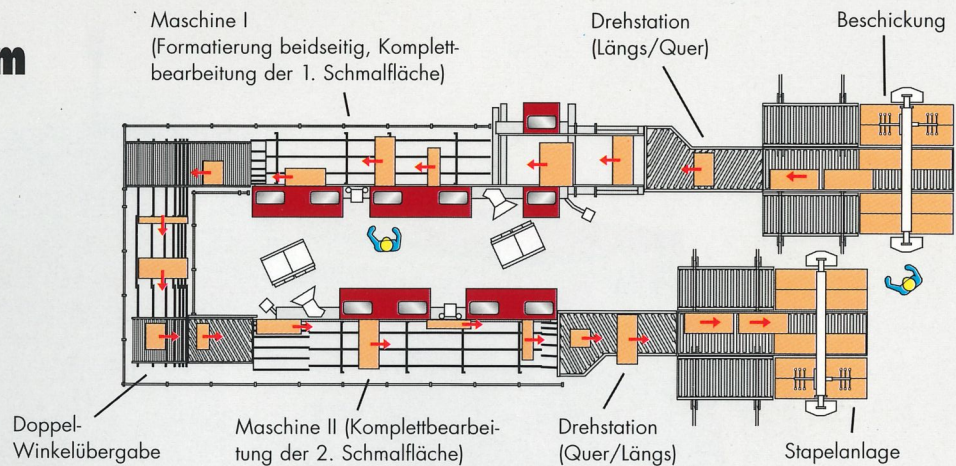 m
Maschine I
(Formatierung beidseitig, Komplett-
bearbeitung der 1. Schmalfläche)
Drehstation
(Längs/Quer)
Beschickung
Doppel-
Winkelübergabe
Maschine II (Komplettbearbei-
tung der 2. Schmalfläche)
Drehstation
(Quer/Längs)
Stapelanlage